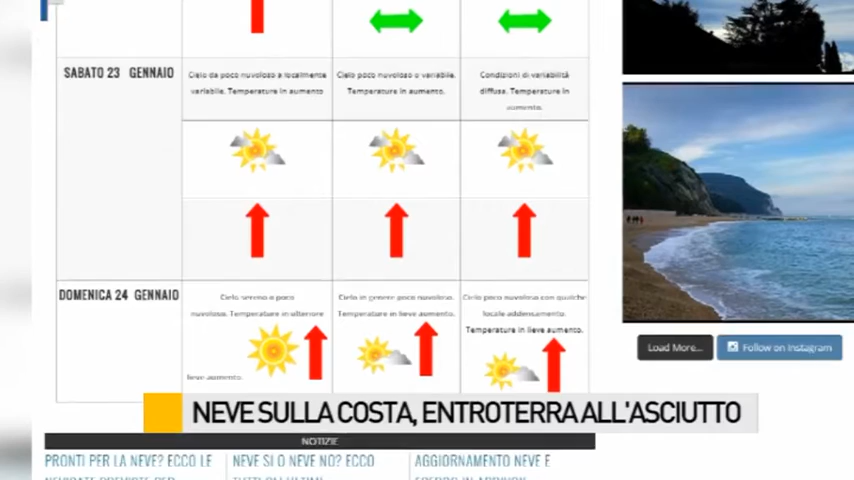 SABATO 23 GENNAIO
Cielo da poco nuvoloso a localmente
variabile. Temperature in aumento
Cielo poco nuvoloso o variabile.
Temperature in aumento.
Condizioni di variabilità
diffusa. Temperature in
aumento.
DOMENICA 24 GENNAIO
Cielo sereno o poco
nuvoloso. Temperature in ulteriore
lieve aumento.
Cielo in genere poco nuvoloso.
Temperature in lieve aumento.
Cielo poco nuvoloso con qualche
locale addensamento.
Temperature in lieve aumento.
Load More...
Follow on Instagram
NEVE SULLA COSTA, ENTROTERRA ALL'ASCIUTTO
NOTIZIE
PRONTI PER LA NEVE? ECCO LE
NEVE SI O NEVE NO? ECCO
AGGIORNAMENTO NEVE E